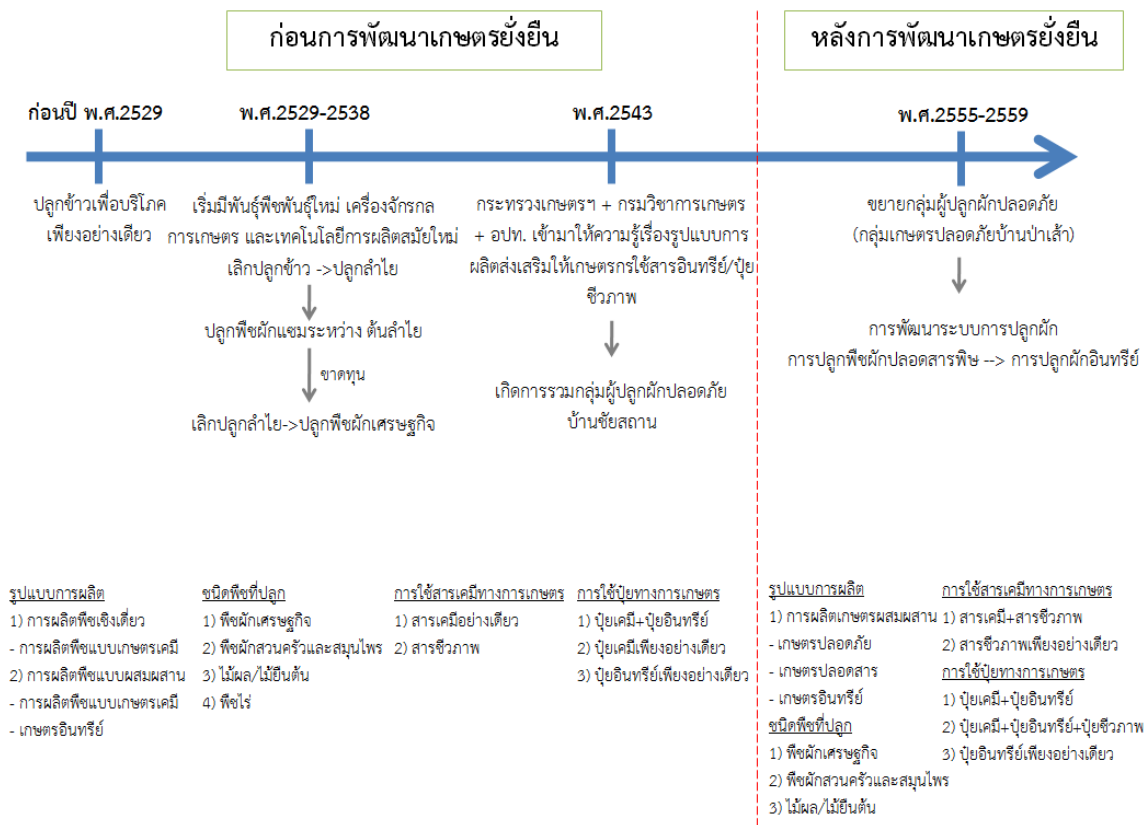 ก่อนการพัฒนาเกษตรยั่งยืน
หลังการพัฒนาเกษตรยั่งยืน
ก่อนปี พ.ศ.2529
พ.ศ.2529-2538
พ.ศ.2543
พ.ศ.2555-2559
ปลูกข้าวเพื่อบริโภค
เพียงอย่างเดียว
เริ่มมีพันธุ์พืชพันธุ์ใหม่ เครื่องจักรกล
การเกษตร และเทคโนโลยีการผลิตสมัยใหม่
เลิกปลูกข้าว ->ปลูกลำไย
ปลูกพืชผักแซมระหว่าง ต้นลำไย
ขาดทุน
เลิกปลูกลำไย->ปลูกพืชผักเศรษฐกิจ
กระทรวงเกษตรฯ + กรมวิชาการเกษตร
+ อปท. เข้ามาให้ความรู้เรื่องรูปแบบการ
ผลิตส่งเสริมให้เกษตรกรใช้สารอินทรีย์/ปุ๋ย
ชีวภาพ
เกิดการรวมกลุ่มผู้ปลูกผักปลอดภัย
บ้านชัยสถาน
ขยายกลุ่มผู้ปลูกผักปลอดภัย
(กลุ่มเกษตรปลอดภัยบ้านป่าเส้า)
การพัฒนาระบบการปลูกผัก
การปลูกพืชผักปลอดสารพิษ --> การปลูกผักอินทรีย์
รูปแบบการผลิต
1) การผลิตพืชเชิงเดี่ยว
- การผลิตพืชแบบเกษตรเคมี
2) การผลิตพืชแบบผสมผสาน
- การผลิตพืชแบบเกษตรเคมี
- เกษตรอินทรีย์
ชนิดพืชที่ปลูก
1) พืชผักเศรษฐกิจ
2) พืชผักสวนครัวและสมุนไพร
3) ไม้ผล/ไม้ยืนต้น
4) พืชไร่
การใช้สารเคมีทางการเกษตร
1) สารเคมีอย่างเดียว
2) สารชีวภาพ
การใช้ปุ๋ยทางการเกษตร
1) ปุ๋ยเคมี+ปุ๋ยอินทรีย์
2) ปุ๋ยเคมีเพียงอย่างเดียว
3) ปุ๋ยอินทรีย์เพียงอย่างเดียว
รูปแบบการผลิต
1) การผลิตเกษตรผสมผสาน
- เกษตรปลอดภัย
- เกษตรปลอดสาร
- เกษตรอินทรีย์
ชนิดพืชที่ปลูก
1) พืชผักเศรษฐกิจ
2) พืชผักสวนครัวและสมุนไพร
3) ไม้ผล/ไม้ยืนต้น
การใช้สารเคมีทางการเกษตร
1) สารเคมี+สารชีวภาพ
2) สารชีวภาพเพียงอย่างเดียว
การใช้ปุ๋ยทางการเกษตร
1) ปุ๋ยเคมี+ปุ๋ยอินทรีย์
2) ปุ๋ยเคมี+ปุ๋ยอินทรีย์+ปุ๋ยชีวภาพ
3) ปุ๋ยอินทรีย์เพียงอย่างเดียว